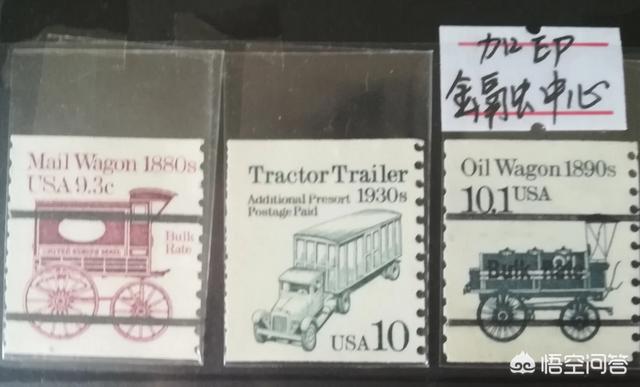 加印
金融中心
Mail Wagon 1880s
USA 9.3c
Bulk
Rate
UNITED STATES MAIL
Tractor Trailer
Additional Presort 1930s
Postage Paid
USA 10
Oil Wagon 1890s
10.1 USA
Bulk Rate
悟空问答